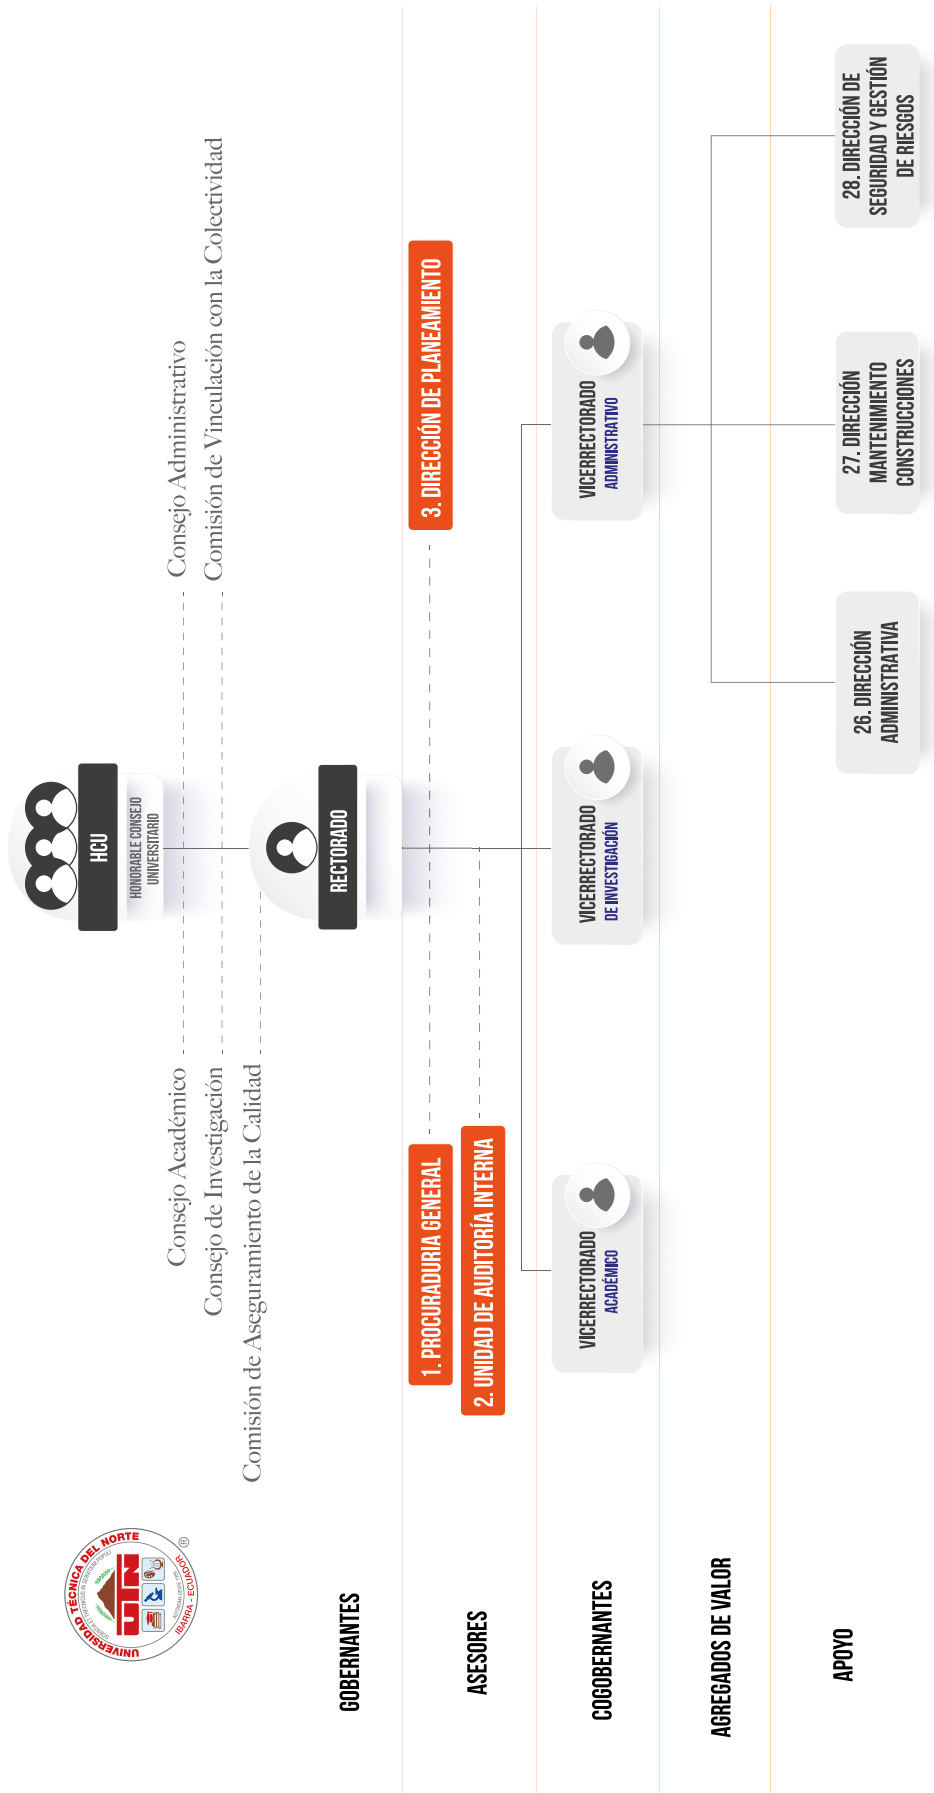 UNIVERSIDAD TÉCNICA DEL NORTE
UTN
IBARRA - ECUADOR
®
HCU
HONORABLE CONSEJO
UNIVERSITARIO
Consejo Académico
Consejo Administrativo
Consejo de Investigación
Comisión de Vinculación con la Colectividad
Comisión de Aseguramiento de la Calidad
GOBERNANTES
RECTORADO
ASESORES
1. PROCURADURIA GENERAL
3. DIRECCIÓN DE PLANEAMIENTO
2. UNIDAD DE AUDITORÍA INTERNA
COGOBERNANTES
VICERRECTORADO
ACADÉMICO
VICERRECTORADO
DE INVESTIGACIÓN
VICERRECTORADO
ADMINISTRATIVO
AGREGADOS DE VALOR
APOYO
26. DIRECCIÓN
ADMINISTRATIVA
27. DIRECCIÓN
MANTENIMIENTO
CONSTRUCCIONES
28. DIRECCIÓN DE
SEGURIDAD Y GESTIÓN
DE RIESGOS